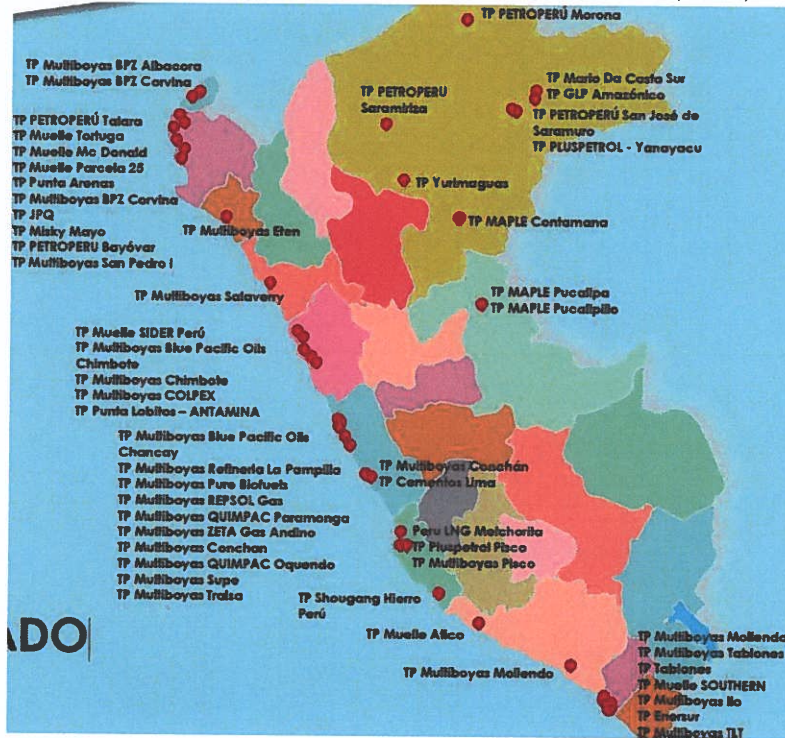 TP PETROPERÚ Morona
TP Multiboyas BPZ Albacora
TP Multiboyas BPZ Corvina
TP PETROPERU
Saramiriza
TP Mario Da Costa Sur
TP GLP Amazónico
TP PETROPERÚ San José de
Saramuro
TP PLUSPETROL - Yanayacu
TP PETROPERÚ Talara
TP Muelle Tortuga
TP Muelle Mc Donald
TP Muelle Parcela 25
TP Punta Arenas
TP Multiboyas BPZ Corvina
TP JPQ
TP Misky Mayo
TP PETROPERU Bayóvar
TP Multiboyas San Pedro I
TP Yurimaguas
TP Multiboyas Eten
TP MAPLE Contamana
TP Multiboyas Salaverry
TP MAPLE Pucallpa
TP MAPLE Pucallpillo
TP Muelle SIDER Perú
TP Multiboyas Blue Pacific Oils
Chimbote
TP Multiboyas Chimbote
TP Multiboyas COLPEX
TP Punta Lobitos – ANTAMINA
TP Multiboyas Blue Pacific Oils
Chancay
TP Multiboyas Refinería La Pampilla
TP Multiboyas Pure Biofuels
TP Multiboyas REPSOL Gas
TP Multiboyas QUIMPAC Paramonga
TP Multiboyas ZETA Gas Andino
TP Multiboyas Conchan
TP Multiboyas QUIMPAC Oquendo
TP Multiboyas Supe
TP Multiboyas Tralsa
TP Multiboyas Conchán
TP Cementos Lima
Peru LNG Melchorita
TP Pluspetrol Pisco
TP Multiboyas Pisco
TP Shougang Hierro
Perú
TP Muelle Atico
TP Multiboyas Mollendo
ADO
TP Multiboyas Mollendo
TP Multiboyas Tablones
TP Tablones
TP Muelle SOUTHERN
TP Multiboyas Ilo
TP Enersur
TP Multiboyas TLT